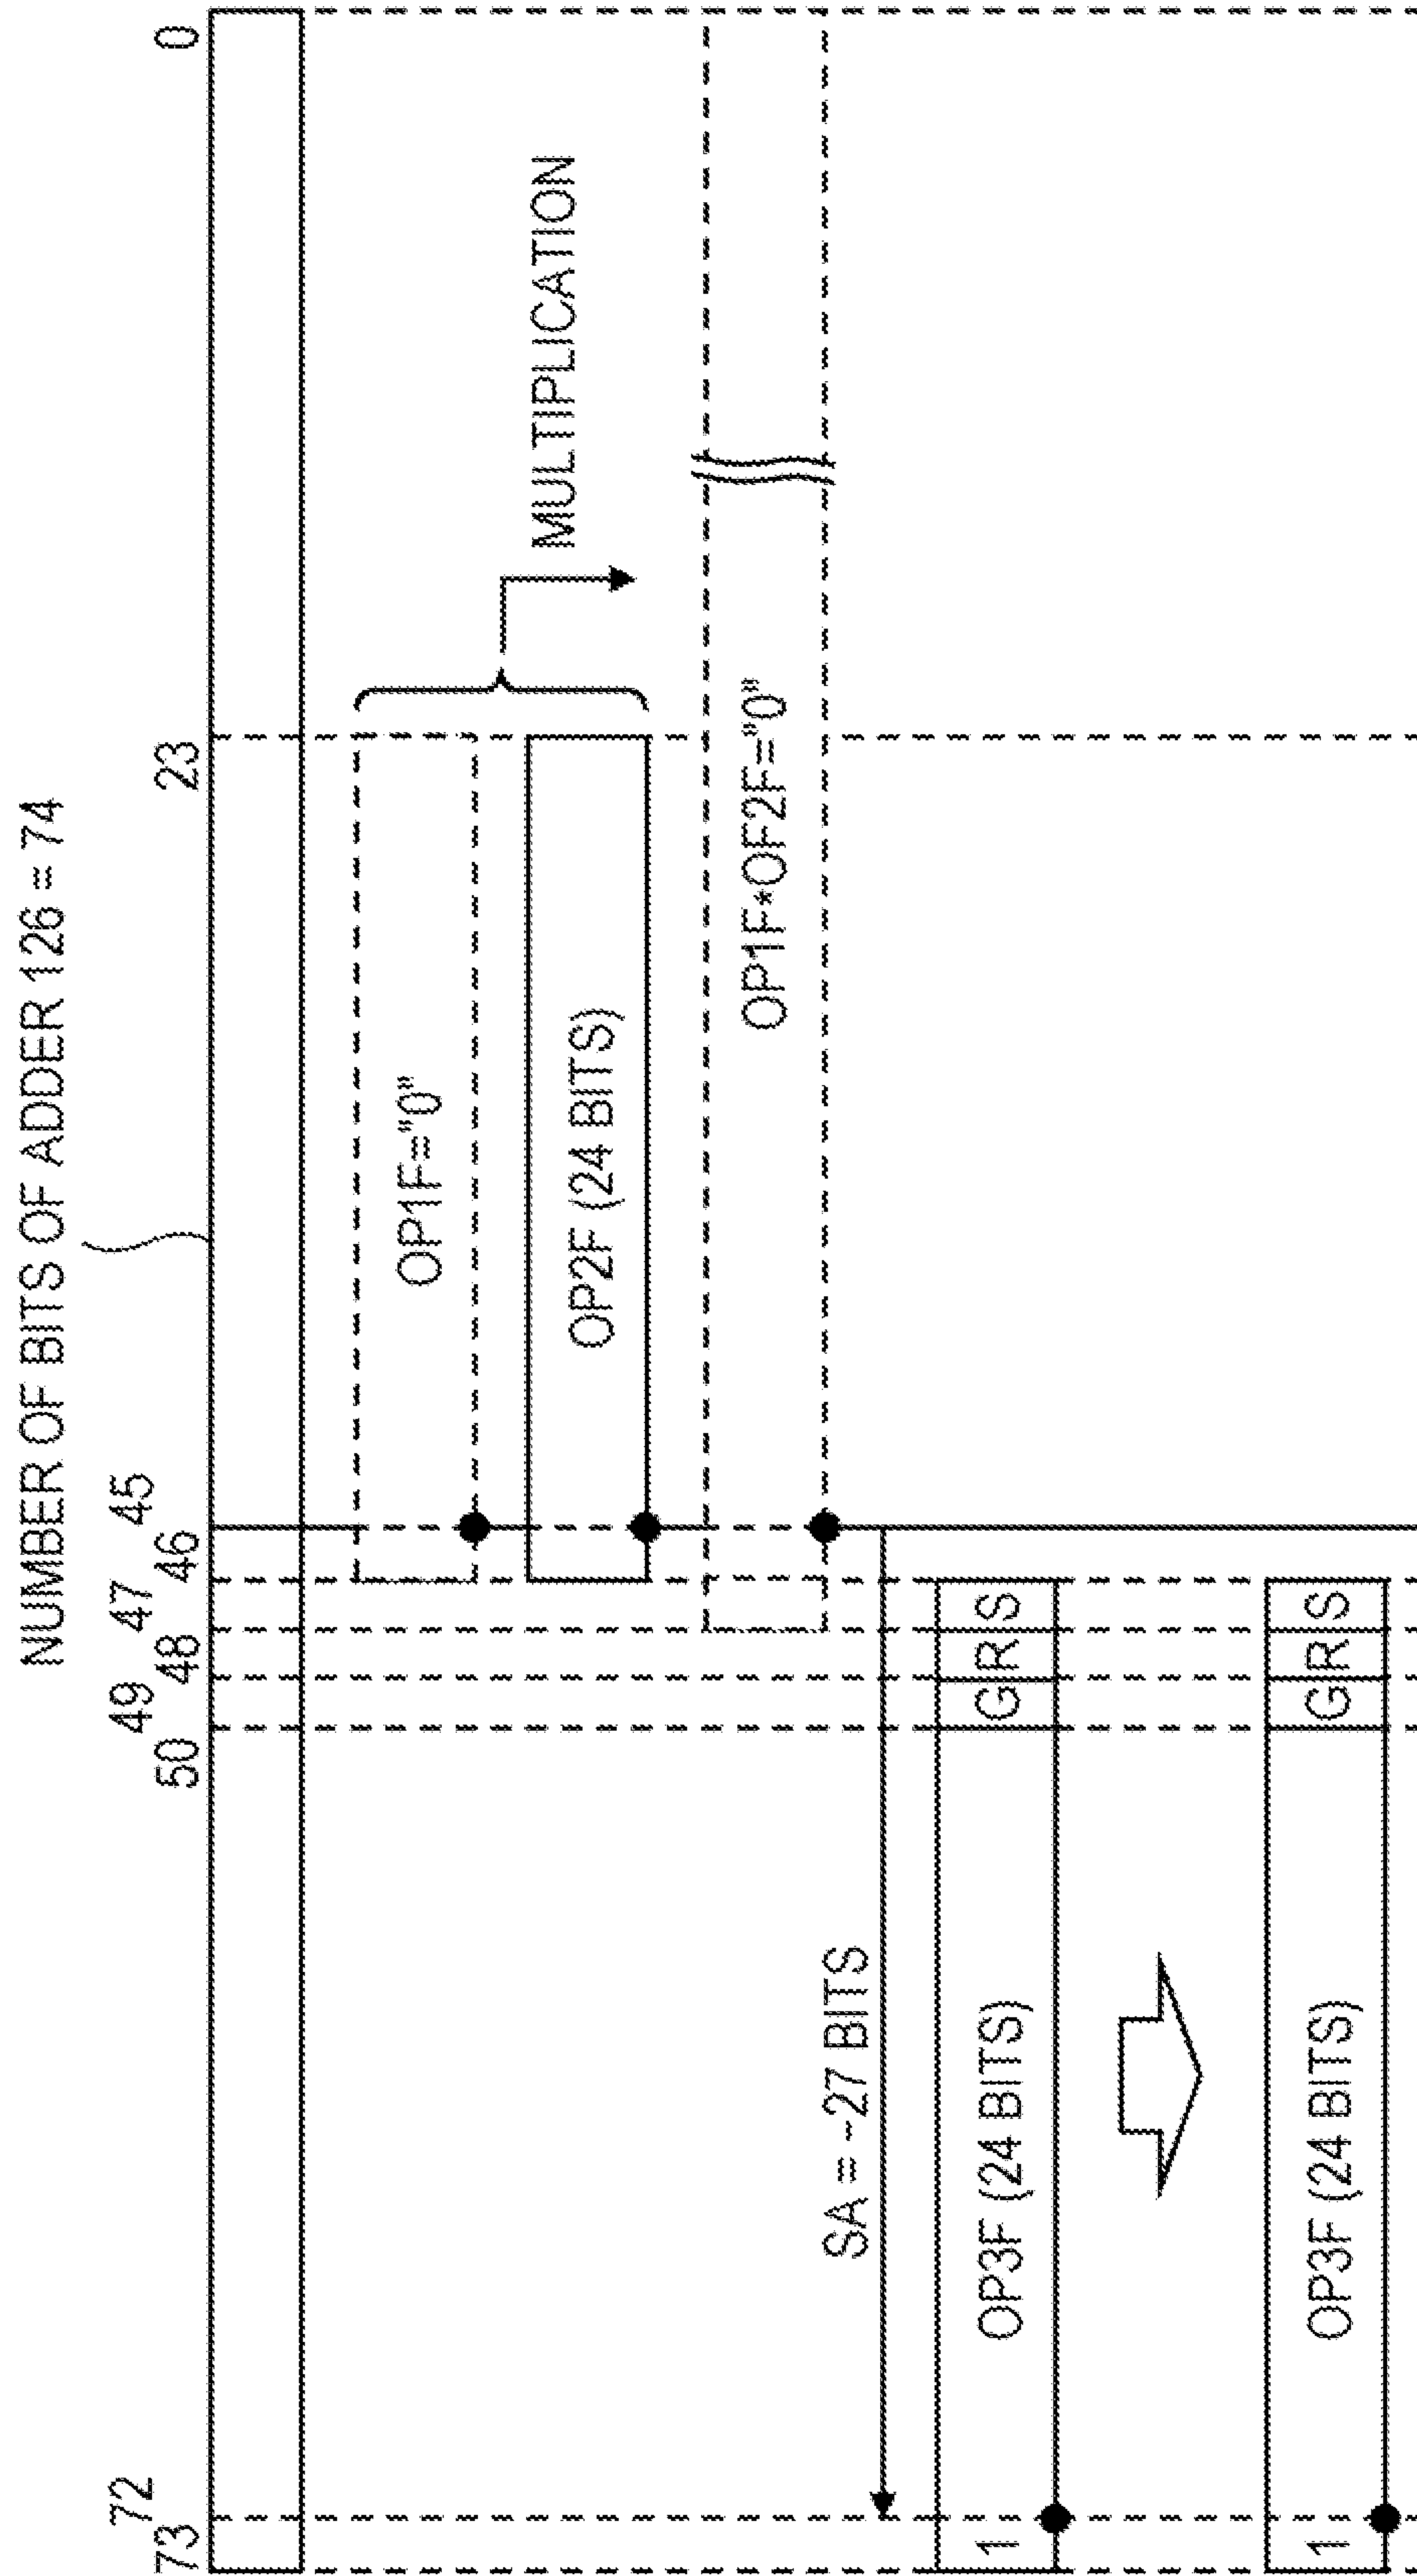 NUMBER OF BITS OF ADDER 126 = 74
73
72
50
49
48
47
46
45
23
0
OP1F="0"
OP2F (24 BITS)
MULTIPLICATION
OP1F*OF2F="0"
SA = -27 BITS
1 OP3F (24 BITS) G R S
1 OP3F (24 BITS) G R S